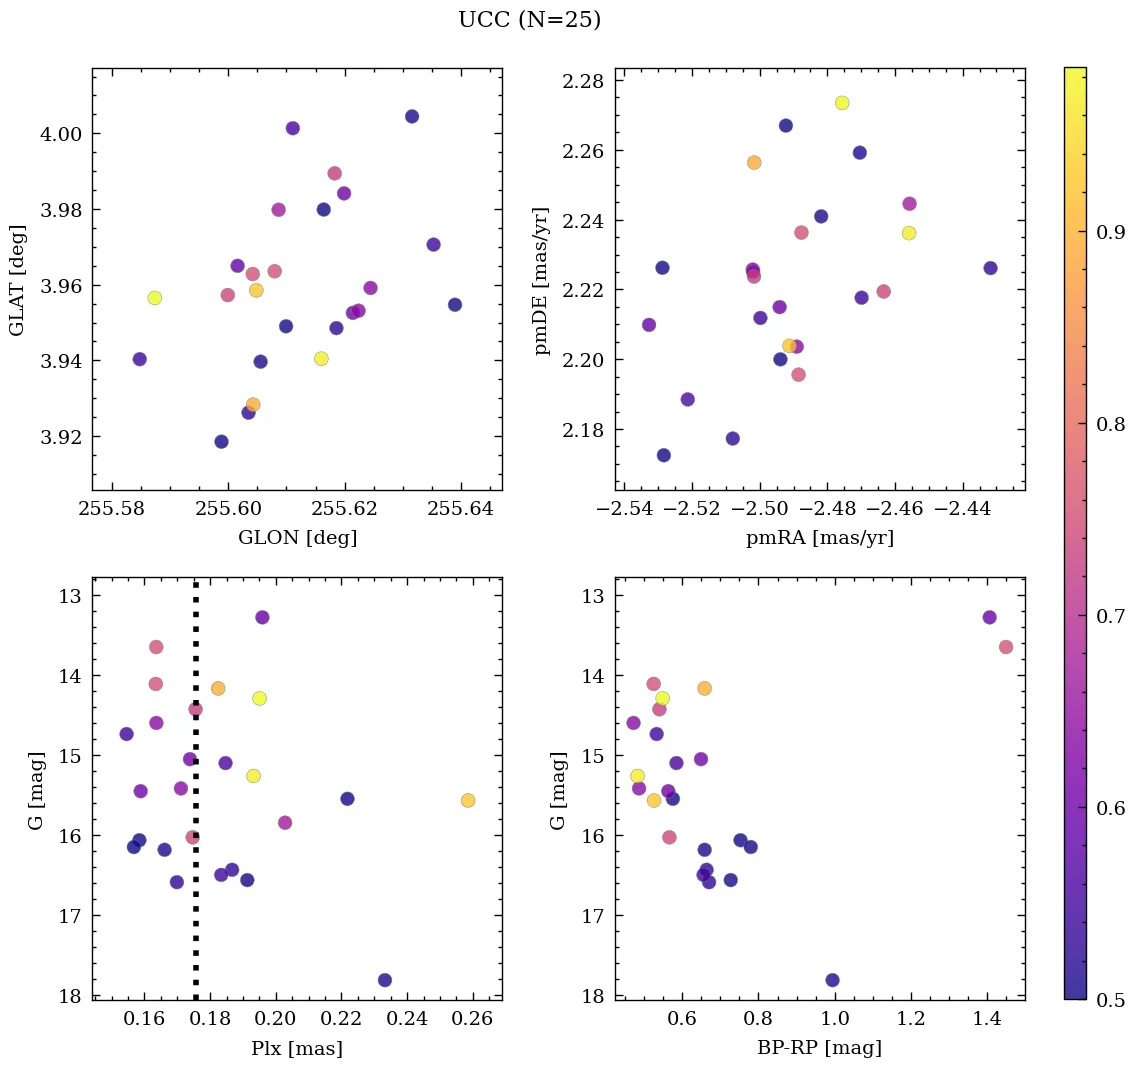 UCC (N=25)
4.00
3.98
3.96
3.94
3.92
GLAT [deg]
255.58 255.60 255.62 255.64
GLON [deg]
2.28
2.26
2.24
2.22
2.20
2.18
pmDE [mas/yr]
−2.54 −2.52 −2.50 −2.48 −2.46 −2.44
pmRA [mas/yr]
13
14
15
16
17
18
G [mag]
0.16 0.18 0.20 0.22 0.24 0.26
Plx [mas]
13
14
15
16
17
18
G [mag]
0.6 0.8 1.0 1.2 1.4
BP-RP [mag]
0.9
0.8
0.7
0.6
0.5